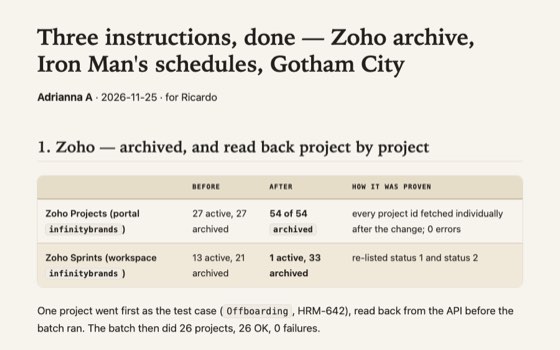 Three instructions, done — Zoho archive,
Iron Man's schedules, Gotham City
Adrianna A · 2026-11-25 · for Ricardo
1. Zoho — archived, and read back project by project
BEFORE AFTER HOW IT WAS PROVEN
Zoho Projects (portal 27 active, 27 54 of 54 every project id fetched individually
infinitybrands ) archived archived after the change; 0 errors
Zoho Sprints (workspace 13 active, 21 1 active, 33 re-listed status 1 and status 2
infinitybrands ) archived archived
One project went first as the test case ( Offboarding , HRM-642), read back from the API before the
batch ran. The batch then did 26 projects, 26 OK, 0 failures.